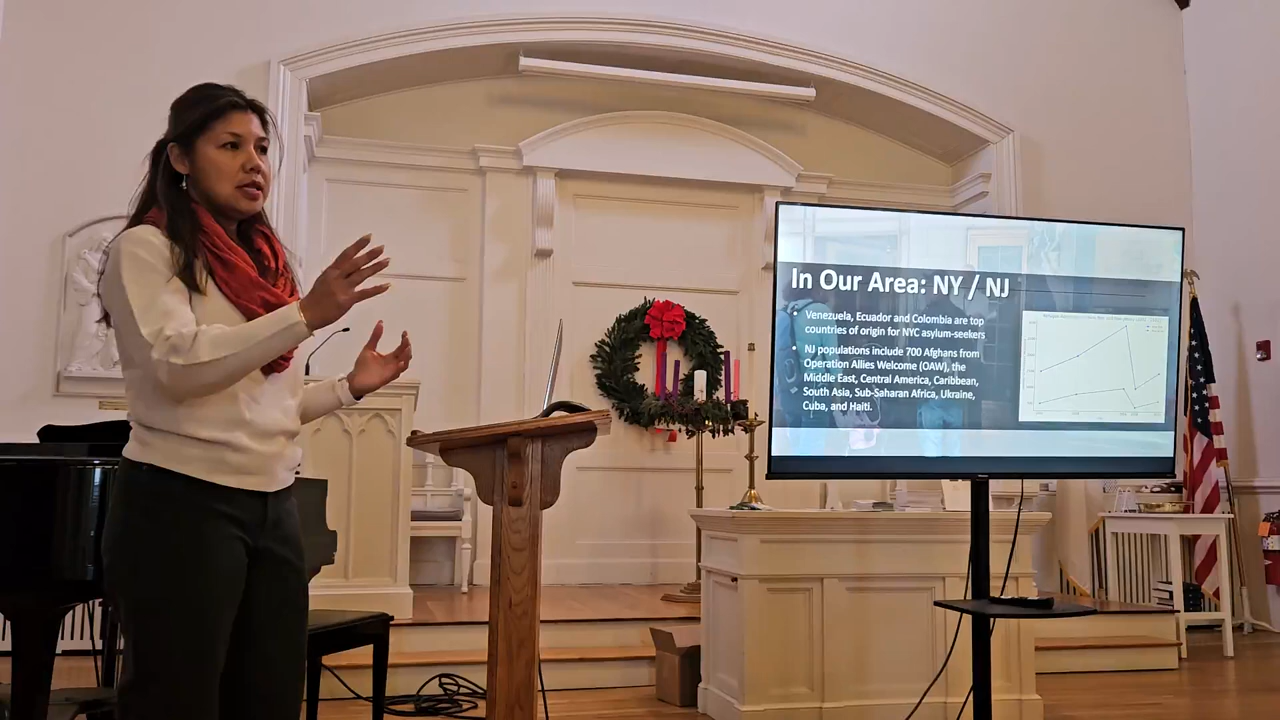 In Our Area: NY / NJ
• Venezuela, Ecuador and Colombia are top
countries of origin for NYC asylum-seekers
• NJ populations include 700 Afghans from
Operation Allies Welcome (OAW), the
Middle East, Central America, Caribbean,
South Asia, Sub-Saharan Africa, Ukraine,
Cuba, and Haiti.